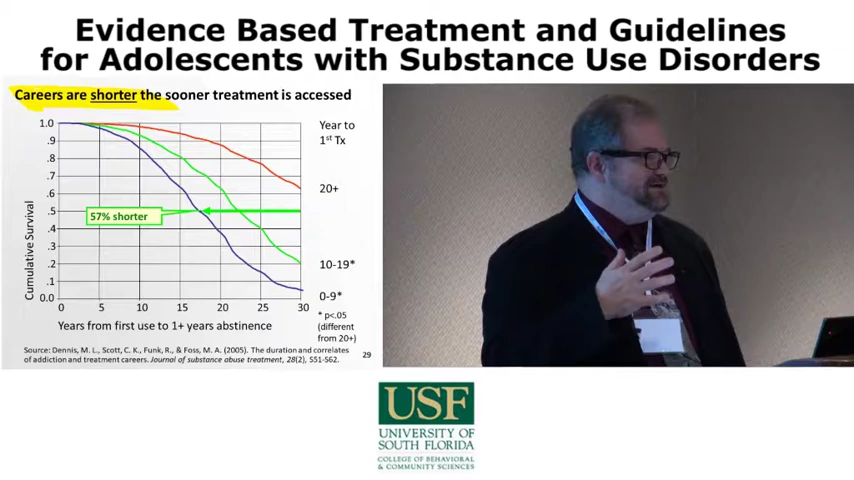 Evidence Based Treatment and Guidelines
for Adolescents with Substance Use Disorders
Careers are shorter the sooner treatment is accessed
1.0
.9
.8
.7
.6
.5
.4
.3
.2
.1
0.0
Cumulative Survival
57% shorter
0
5
10
15
20
25
30
Years from first use to 1+ years abstinence
Year to
1st Tx
20+
10-19*
0-9*
* p<.05
(different
from 20+)
Source: Dennis, M. L., Scott, C. K., Funk, R., & Foss, M. A. (2005). The duration and correlates
of addiction and treatment careers. Journal of substance abuse treatment, 28(2), S51-S62.
29
USF
UNIVERSITY OF
SOUTH FLORIDA
COLLEGE OF BEHAVIORAL
& COMMUNITY SCIENCES